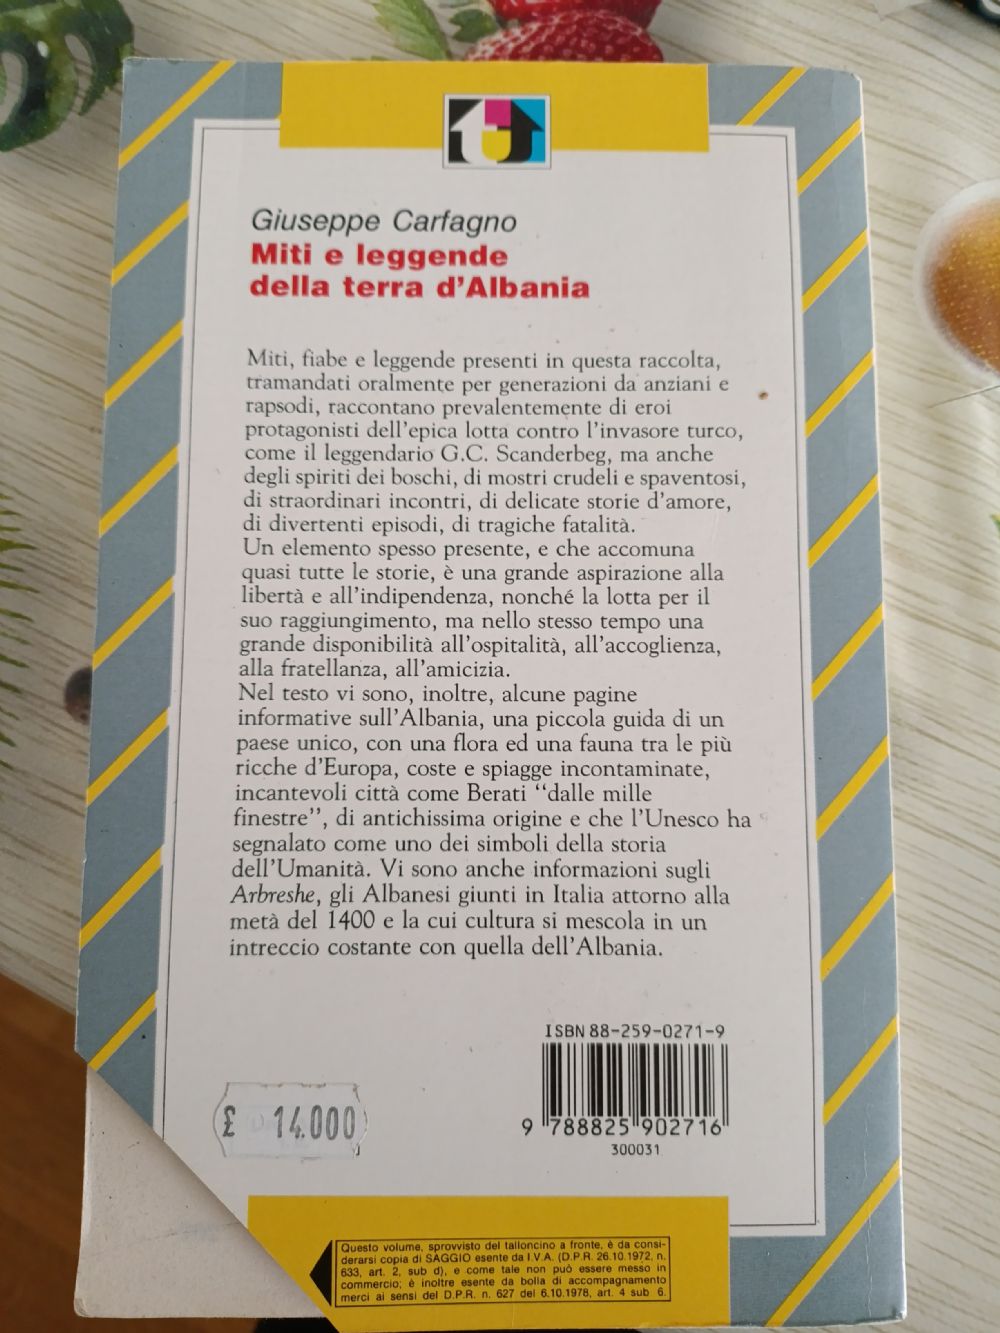 Giuseppe Carfagno
Miti e leggende
della terra d'Albania
Miti, fiabe e leggende presenti in questa raccolta,
tramandati oralmente per generazioni da anziani e
rapsodi, raccontano prevalentemente di eroi
protagonisti dell'epica lotta contro l'invasore turco,
come il leggendario G.C. Scanderbeg, ma anche
degli spiriti dei boschi, di mostri crudeli e spaventosi,
di straordinari incontri, di delicate storie d'amore,
di divertenti episodi, di tragiche fatalità.
Un elemento spesso presente, e che accomuna
quasi tutte le storie, è una grande aspirazione alla
libertà e all'indipendenza, nonché la lotta per il
suo raggiungimento, ma nello stesso tempo una
grande disponibilità all'ospitalità, all'accoglienza,
alla fratellanza, all'amicizia.
Nel testo vi sono, inoltre, alcune pagine
informative sull'Albania, una piccola guida di un
paese unico, con una flora ed una fauna tra le più
ricche d'Europa, coste e spiagge incontaminate,
incantevoli città come Berati “dalle mille
finestre”, di antichissima origine e che l'Unesco ha
segnalato come uno dei simboli della storia
dell'Umanità. Vi sono anche informazioni sugli
Arbreshe, gli Albanesi giunti in Italia attorno alla
metà del 1400 e la cui cultura si mescola in un
intreccio costante con quella dell'Albania.
ISBN 88-259-0271-9
9 788825 902716
300031
£ 14.000
Questo volume, sprovvisto del talloncino a fronte, è da consi-
derarsi copia di SAGGIO esente da I.V.A. (D.P.R. 26.10.1972, n.
633, art. 2, sub d), e come tale non può essere messo in
commercio; è inoltre esente da bolla di accompagnamento
merci ai sensi del D.P.R. n. 627 del 6.10.1978, art. 4 sub 6.